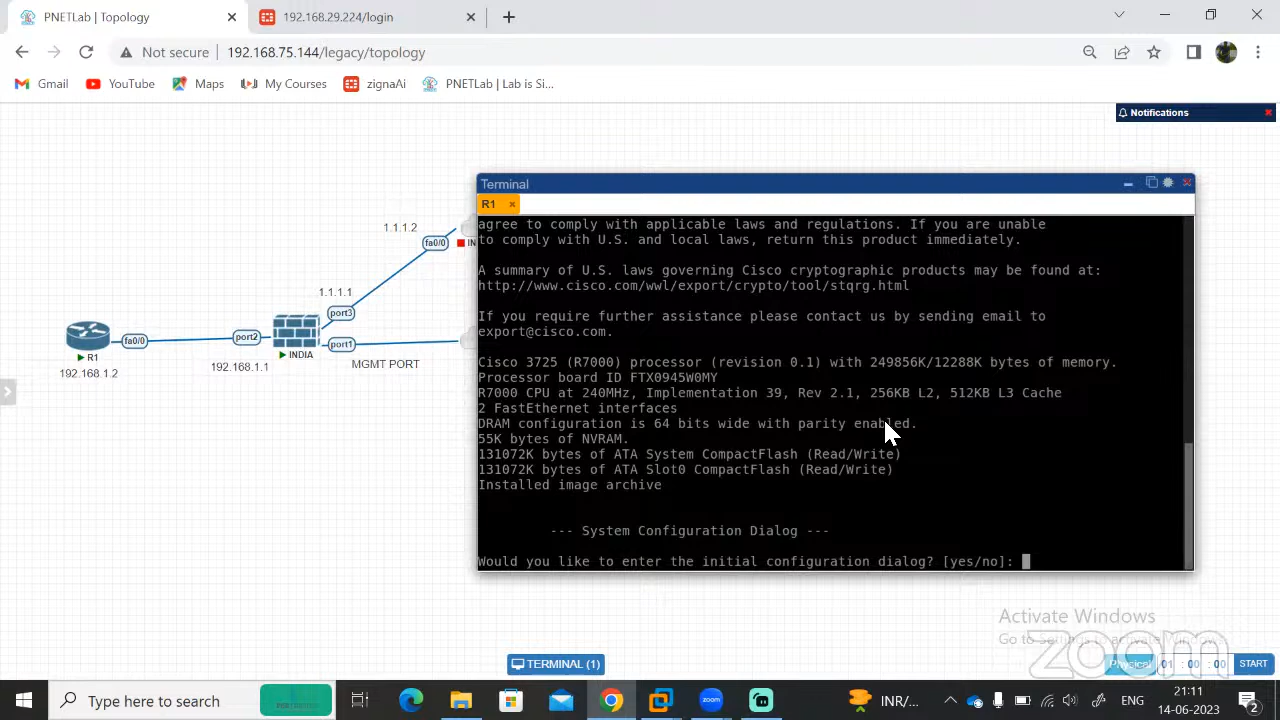 PNETLab | Topology
192.168.29.224/login
Not secure
192.168.75.144/legacy/topology
Gmail
YouTube
Maps
My Courses
zignaAi
PNETLab | Lab is Si...
Notifications
Terminal
R1
agree to comply with applicable laws and regulations. If you are unable
to comply with U.S. and local laws, return this product immediately.
A summary of U.S. laws governing Cisco cryptographic products may be found at:
http://www.cisco.com/wwl/export/crypto/tool/stqrg.html
If you require further assistance please contact us by sending email to
export@cisco.com.
Cisco 3725 (R7000) processor (revision 0.1) with 249856K/12288K bytes of memory.
Processor board ID FTX0945W0MY
R7000 CPU at 240MHz, Implementation 39, Rev 2.1, 256KB L2, 512KB L3 Cache
2 FastEthernet interfaces
DRAM configuration is 64 bits wide with parity enabled.
55K bytes of NVRAM.
131072K bytes of ATA System CompactFlash (Read/Write)
131072K bytes of ATA Slot0 CompactFlash (Read/Write)
Installed image archive
--- System Configuration Dialog ---
Would you like to enter the initial configuration dialog? [yes/no]:
1.1.1.2
fa0/0
IN
1.1.1.1
port3
R1
fa0/0
port2
INDIA
port1
192.168.1.2
192.168.1.1
MGMT PORT
Activate Windows
zoom
TERMINAL (1)
Physical
01 : 00 : 00
START
Type here to search
zoom
INR/...
ENG
21:11
14-06-2023
2